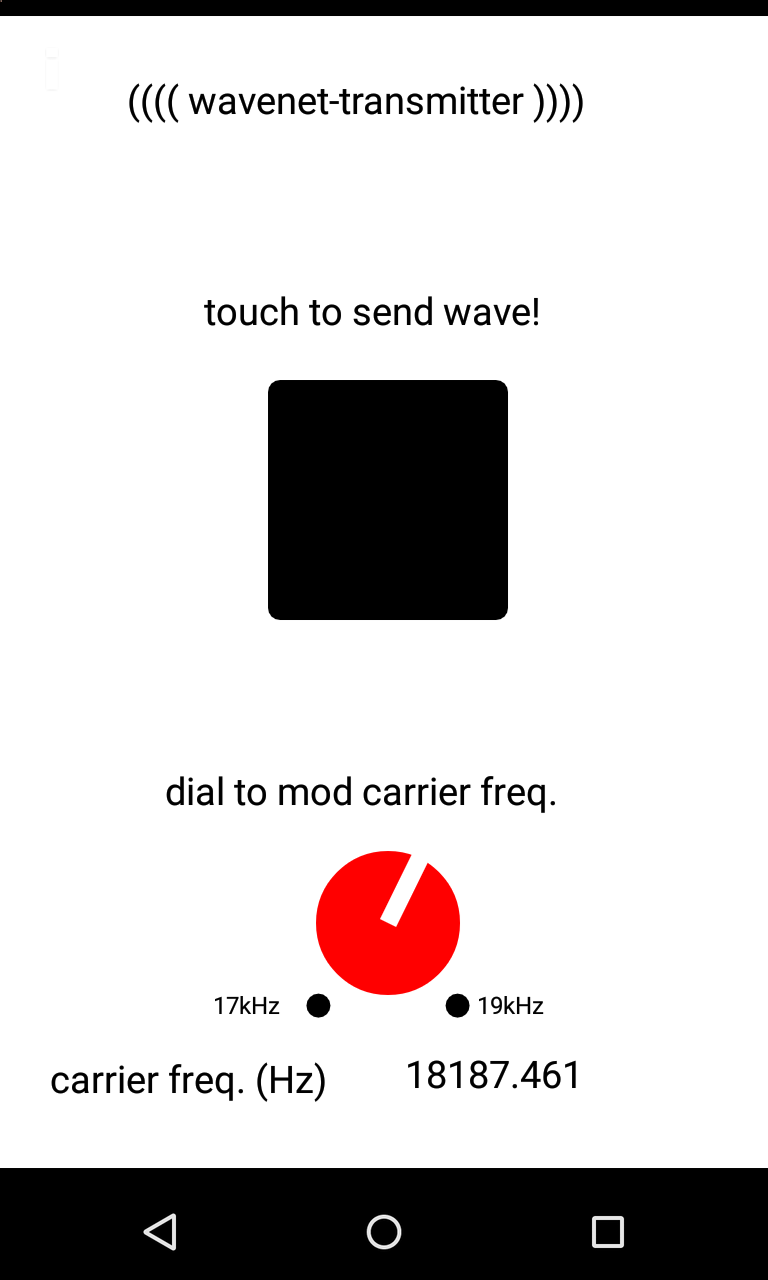 (((( wavenet-transmitter ))))
touch to send wave!
dial to mod carrier freq.
17kHz 19kHz
carrier freq. (Hz) 18187.461